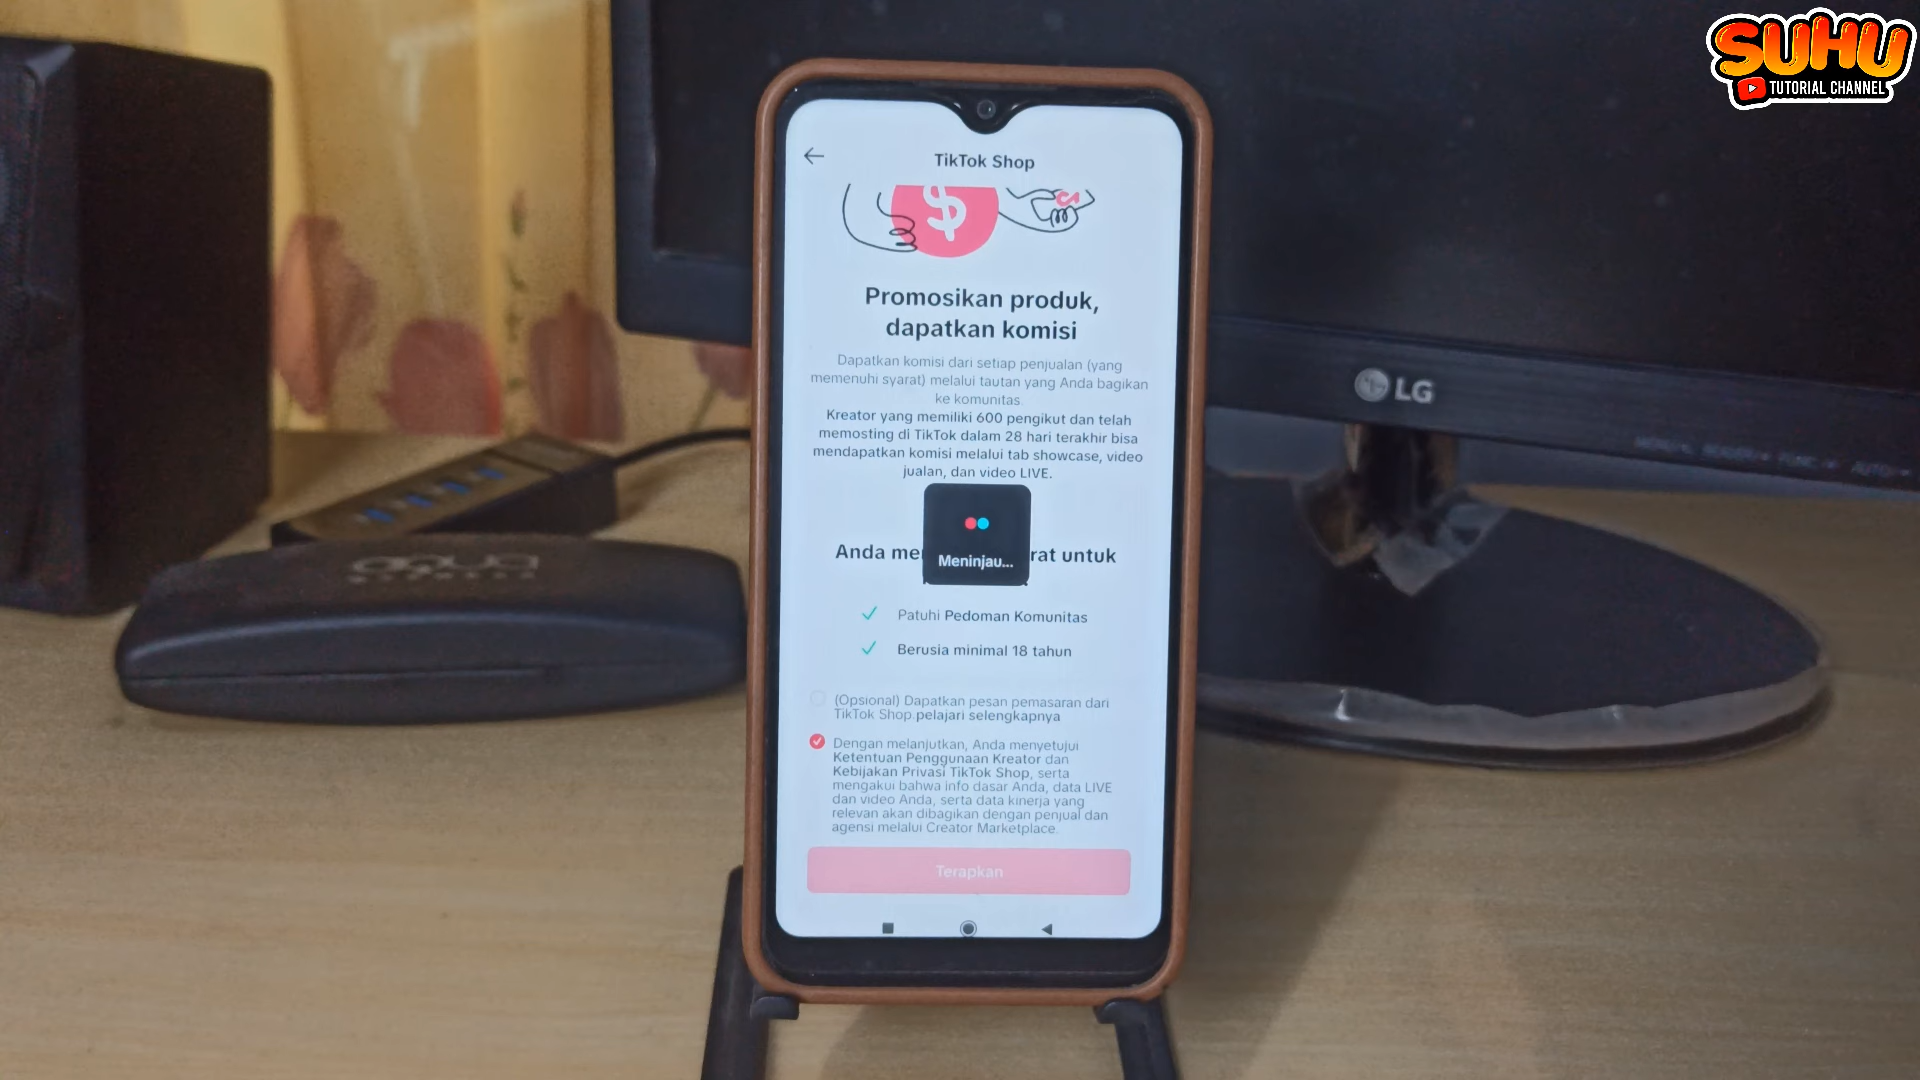 SUHU
TUTORIAL CHANNEL
TikTok Shop
Promosikan produk,
dapatkan komisi
Dapatkan komisi dari setiap penjualan (yang
memenuhi syarat) melalui tautan yang Anda bagikan
ke komunitas.
Kreator yang memiliki 600 pengikut dan telah
memosting di TikTok dalam 28 hari terakhir bisa
mendapatkan komisi melalui tab showcase, video
jualan, dan video LIVE.
Anda me rat untuk
Meninjau...
Patuhi Pedoman Komunitas
Berusia minimal 18 tahun
(Opsional) Dapatkan pesan pemasaran dari
TikTok Shop.pelajari selengkapnya
Dengan melanjutkan, Anda menyetujui
Ketentuan Penggunaan Kreator dan
Kebijakan Privasi TikTok Shop, serta
mengakui bahwa info dasar Anda, data LIVE
dan video Anda, serta data kinerja yang
relevan akan dibagikan dengan penjual dan
agensi melalui Creator Marketplace.
Terapkan
LG